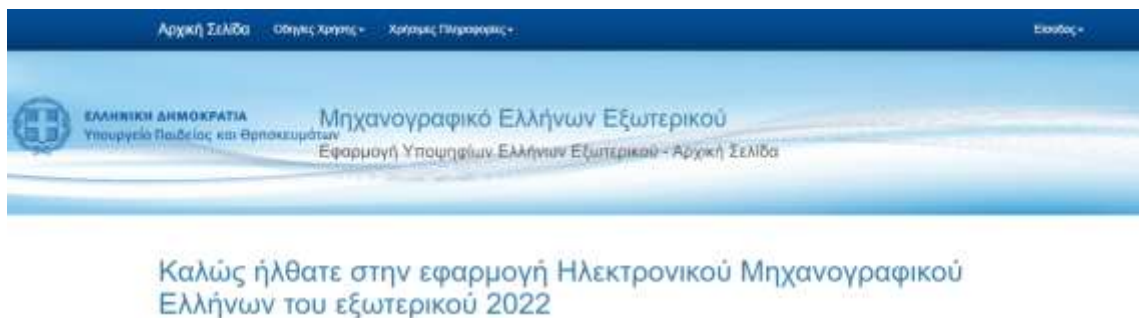 Αρχική Σελίδα Οδηγίες Χρήσης Χρήσιμες Πληροφορίες Είσοδος
ΕΛΛΗΝΙΚΗ ΔΗΜΟΚΡΑΤΙΑ
Υπουργείο Παιδείας και Θρησκευμάτων
Μηχανογραφικό Ελλήνων Εξωτερικού
Εφαρμογή Υποψηφίων Ελλήνων Εξωτερικού - Αρχική Σελίδα
Καλώς ήλθατε στην εφαρμογή Ηλεκτρονικού Μηχανογραφικού
Ελλήνων του εξωτερικού 2022